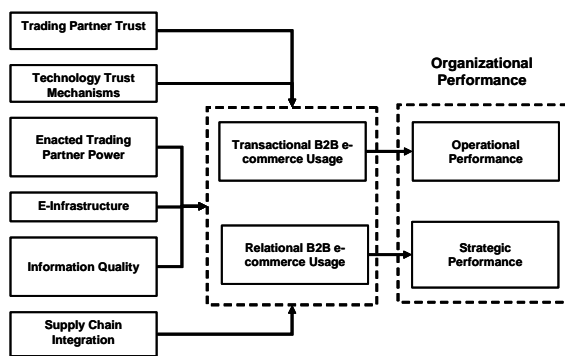 Trading Partner Trust
Technology Trust
Mechanisms
Enacted Trading
Partner Power
E-Infrastructure
Information Quality
Supply Chain
Integration
Transactional B2B e-
commerce Usage
Relational B2B e-
commerce Usage
Organizational
Performance
Operational
Performance
Strategic
Performance